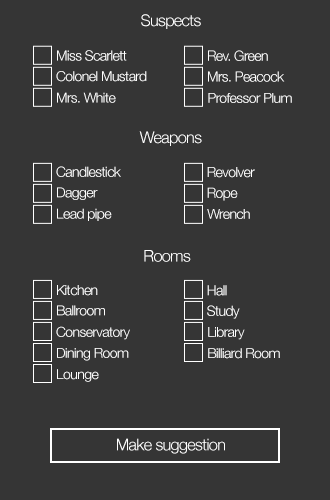 Suspects
Miss Scarlett Rev. Green
Colonel Mustard Mrs. Peacock
Mrs. White Professor Plum
Weapons
Candlestick Revolver
Dagger Rope
Lead pipe Wrench
Rooms
Kitchen Hall
Ballroom Study
Conservatory Library
Dining Room Billiard Room
Lounge
Make suggestion